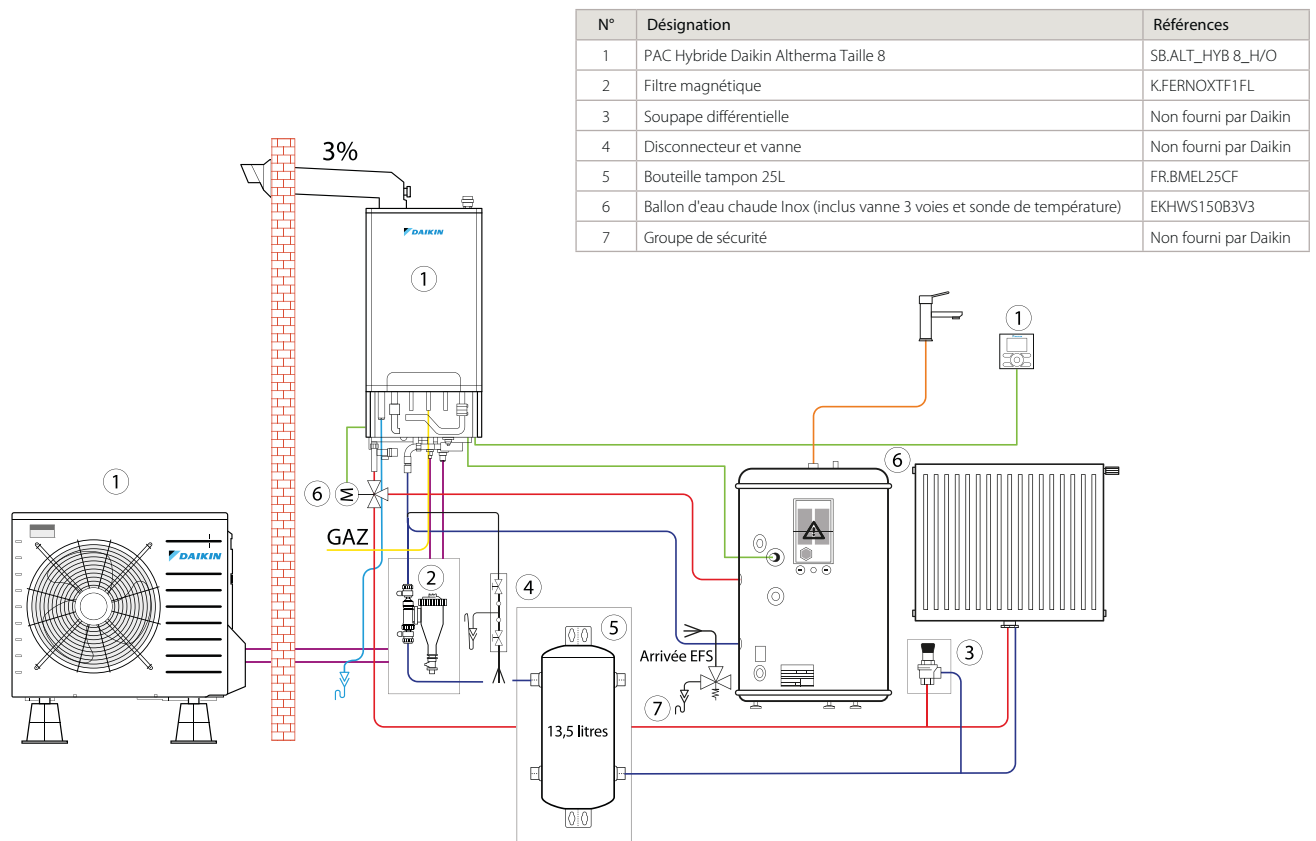 N° Désignation Références
1 PAC Hybride Daikin Altherma Taille 8 SB.ALT_HYB 8_H/O
2 Filtre magnétique K.FERNOXTF1FL
3 Soupape différentielle Non fourni par Daikin
4 Disconnecteur et vanne Non fourni par Daikin
5 Bouteille tampon 25L FR.BMEL25CF
6 Ballon d'eau chaude Inox (inclus vanne 3 voies et sonde de température) EKHWS150B3V3
7 Groupe de sécurité Non fourni par Daikin
3%
DAIKIN
1
1
1
6
6
M
GAZ
DAIKIN
2
4
5
Arrivée EFS
3
7
13,5 litres